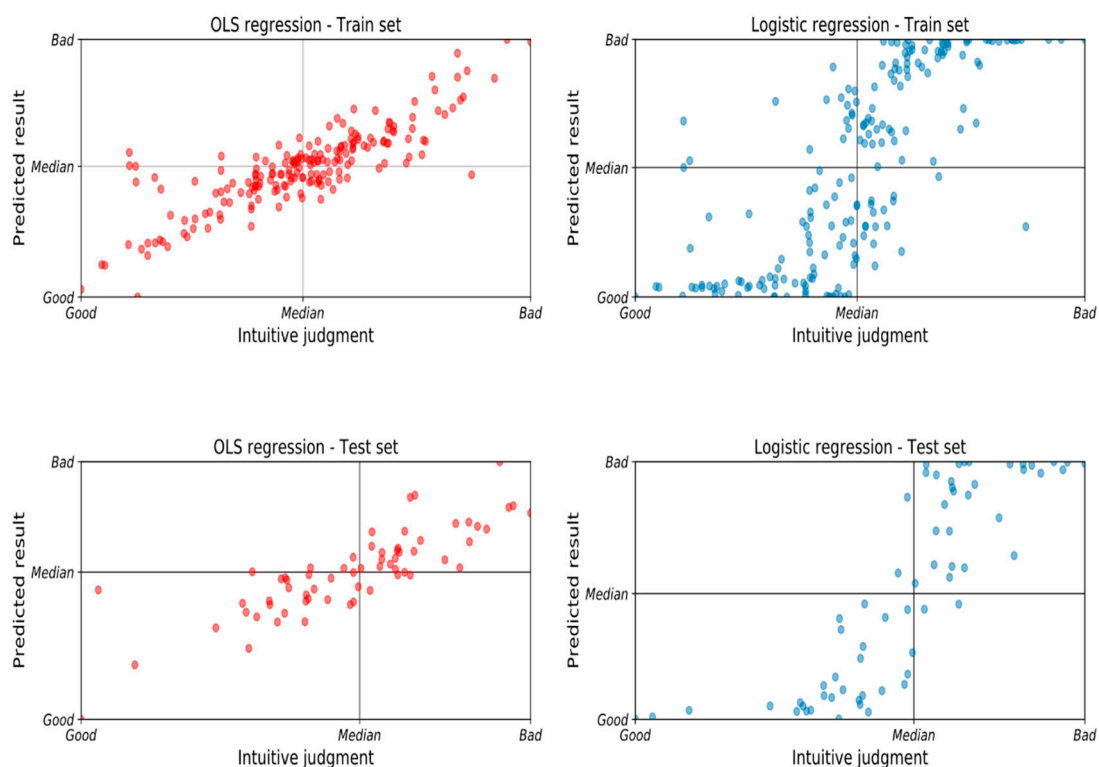 OLS regression - Train set
Bad
Median
Good
Predicted result
Good Median Bad
Intuitive judgment
Logistic regression - Train set
Bad
Median
Good
Predicted result
Good Median Bad
Intuitive judgment
OLS regression - Test set
Bad
Median
Good
Predicted result
Good Median Bad
Intuitive judgment
Logistic regression - Test set
Bad
Median
Good
Predicted result
Good Median Bad
Intuitive judgment